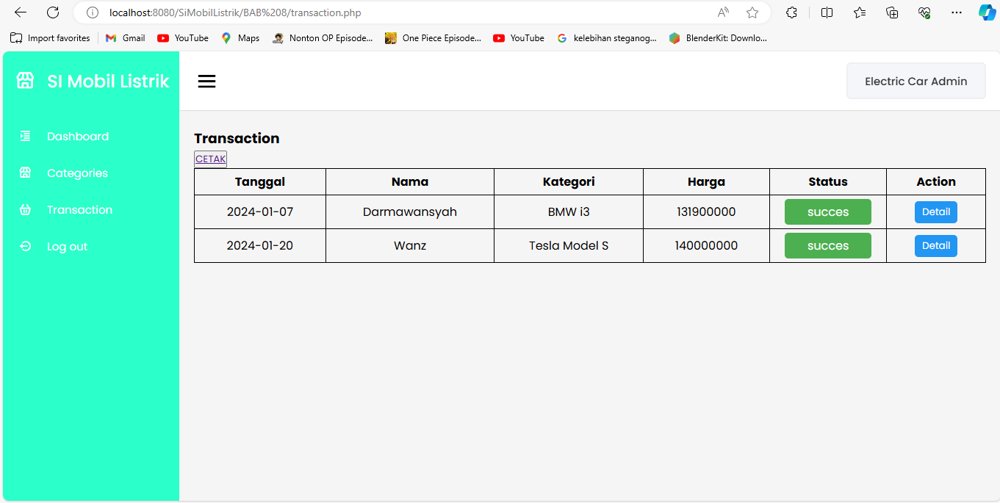 localhost:8080/SiMobilListrik/BAB%208/transaction.php
Import favorites Gmail YouTube Maps Nonton OP Episode... One Piece Episode... YouTube kelebihan steganog... BlenderKit: Downlo...
SI Mobil Listrik
Electric Car Admin
Dashboard
Categories
Transaction
Log out
Transaction
CETAK
Tanggal Nama Kategori Harga Status Action
2024-01-07 Darmawansyah BMW i3 131900000 succes Detail
2024-01-20 Wanz Tesla Model S 140000000 succes Detail